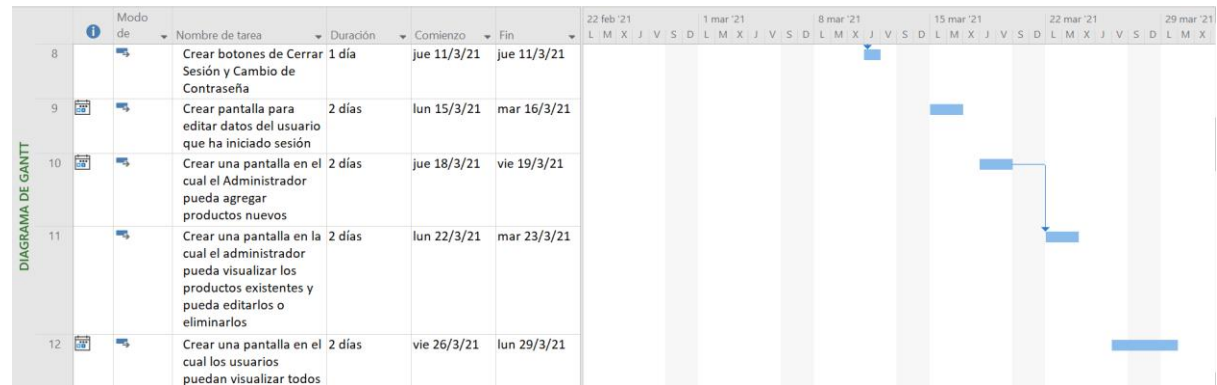 DIAGRAMA DE GANTT
Modo
de
Nombre de tarea
Duración
Comienzo
Fin
22 feb '21
1 mar '21
8 mar '21
15 mar '21
22 mar '21
29 mar '21
L M X J V S D L M X J V S D L M X J V S D L M X J V S D L M X J V S D L M X
8
Crear botones de Cerrar 1 día jue 11/3/21 jue 11/3/21
Sesión y Cambio de
Contraseña
9
Crear pantalla para 2 días lun 15/3/21 mar 16/3/21
editar datos del usuario
que ha iniciado sesión
10
Crear una pantalla en el 2 días jue 18/3/21 vie 19/3/21
cual el Administrador
pueda agregar
productos nuevos
11
Crear una pantalla en la 2 días lun 22/3/21 mar 23/3/21
cual el administrador
pueda visualizar los
productos existentes y
pueda editarlos o
eliminarlos
12
Crear una pantalla en el 2 días vie 26/3/21 lun 29/3/21
cual los usuarios
puedan visualizar todos